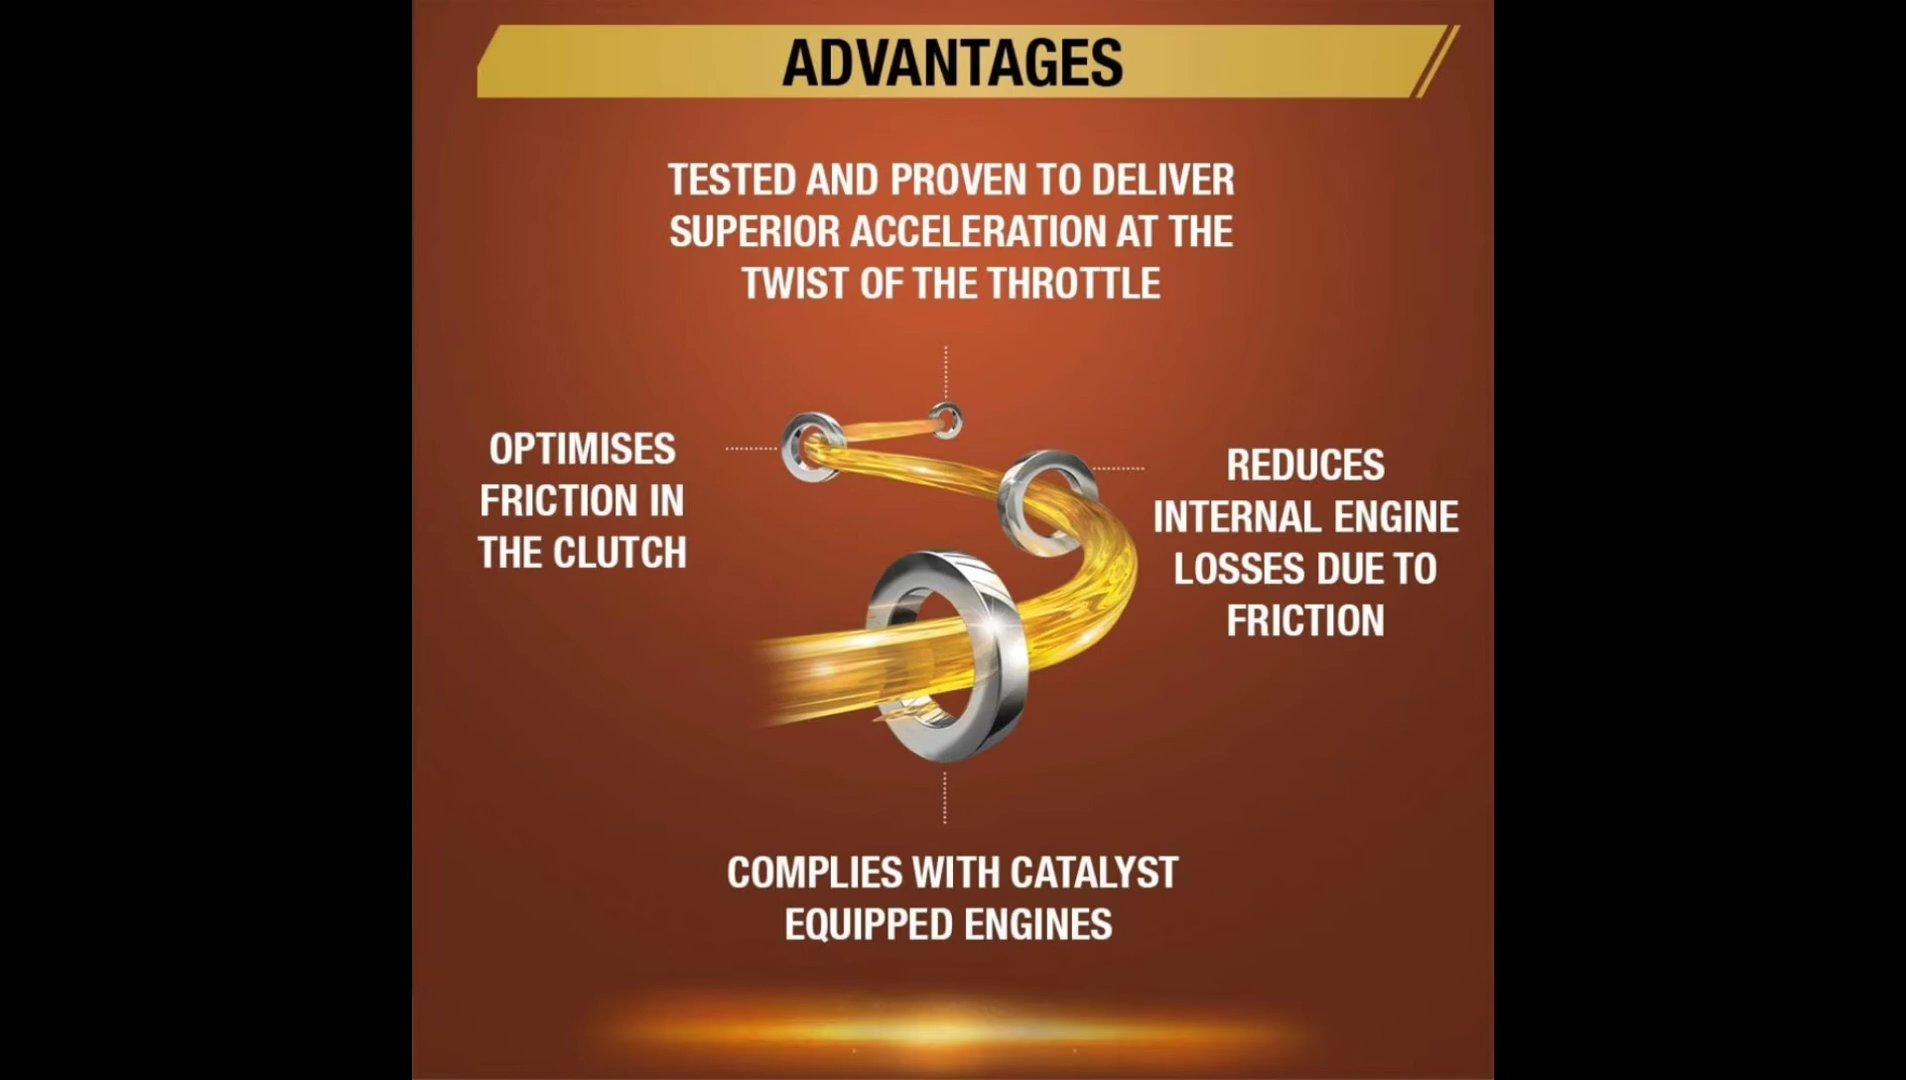 ADVANTAGES
TESTED AND PROVEN TO DELIVER
SUPERIOR ACCELERATION AT THE
TWIST OF THE THROTTLE
OPTIMISES
FRICTION IN
THE CLUTCH
REDUCES
INTERNAL ENGINE
LOSSES DUE TO
FRICTION
COMPLIES WITH CATALYST
EQUIPPED ENGINES